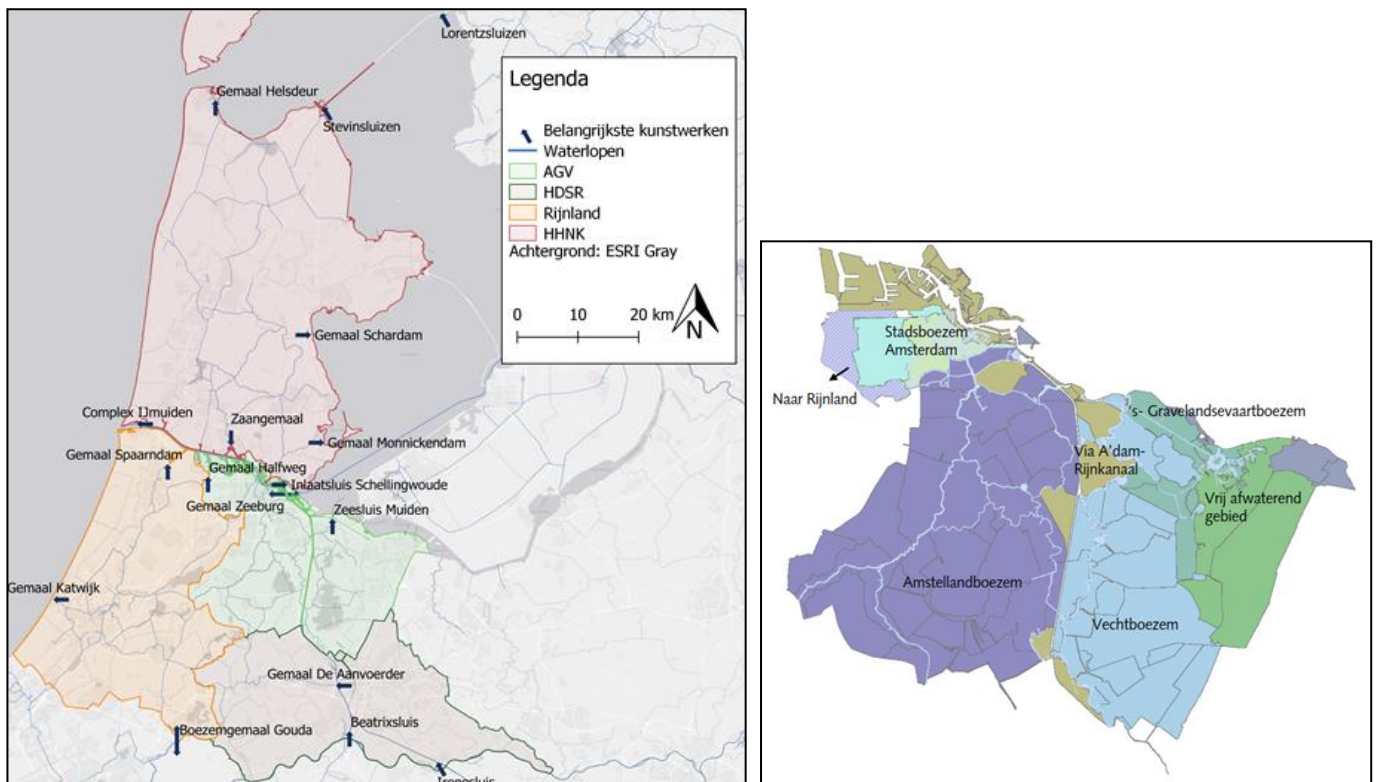 Lorentzsluizen
Legenda
Belangrijkste kunstwerken
Waterlopen
AGV
HDSR
Rijnland
HHNK
Achtergrond: ESRI Gray
0 10 20 km
N
Gemaal Helsdeur
Stevinsluizen
Gemaal Schardam
Complex IJmuiden
Zaangemaal
Gemaal Monnickendam
Gemaal Spaarndam
Gemaal Halfweg
Inlaatsluis Schellingwoude
Gemaal Zeeburg
Zeesluis Muiden
Gemaal Katwijk
Gemaal De Aanvoerder
Boezemgemaal Gouda
Beatrixsluis
Irenesluis
Stadsboezem
Amsterdam
Naar Rijnland
's- Gravelandsevaartboezem
Via A'dam-
Rijnkanaal
Vrij afwaterend
gebied
Amstellandboezem
Vechtboezem